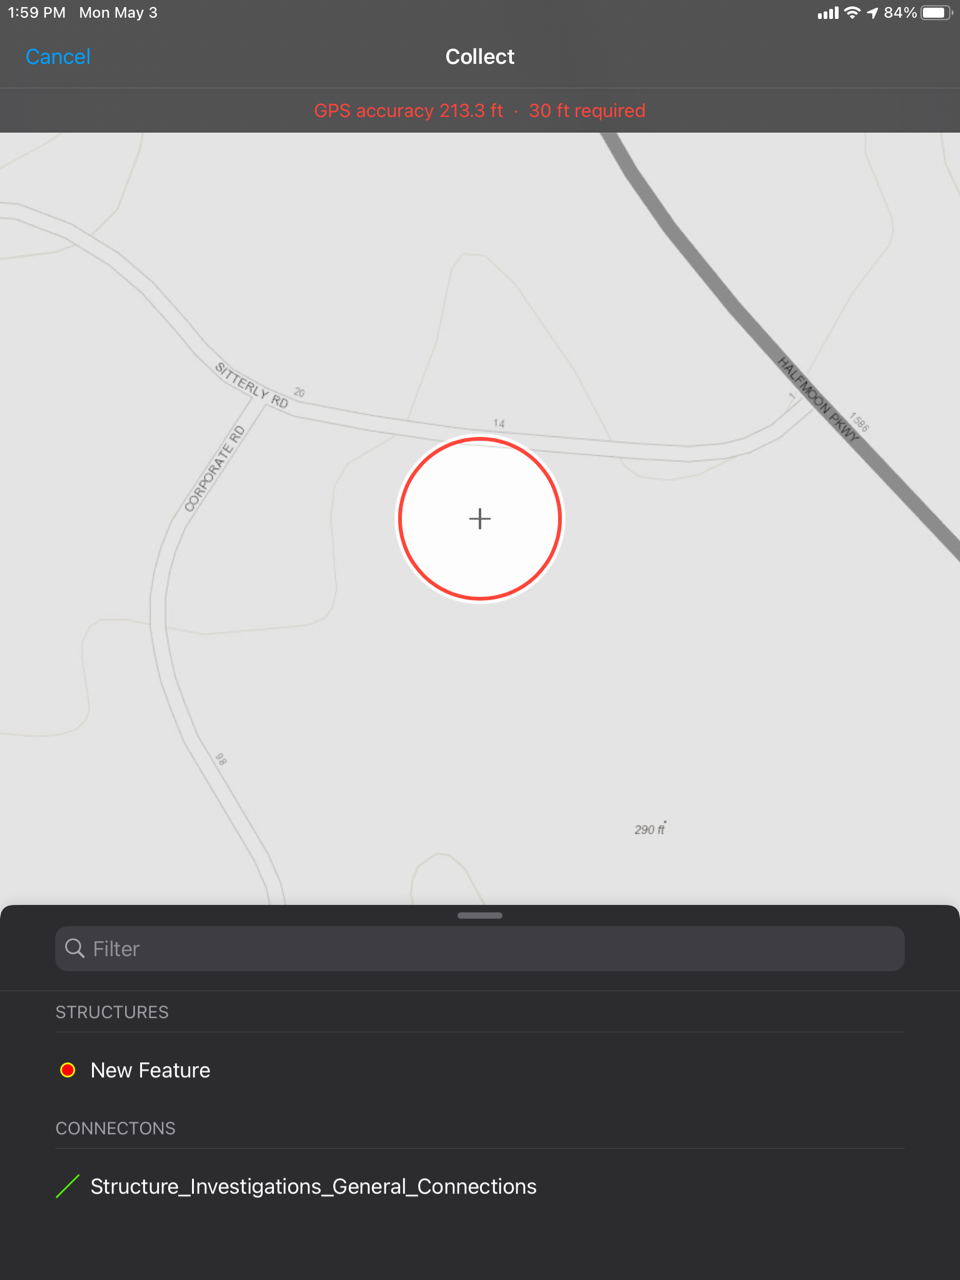 1:59 PM Mon May 3 84%
Cancel Collect
GPS accuracy 213.3 ft · 30 ft required
SITTERLY RD
20
14
HALFMOON PKWY
1
1586
CORPORATE RD
98
290 ft
Filter
STRUCTURES
New Feature
CONNECTONS
Structure_Investigations_General_Connections